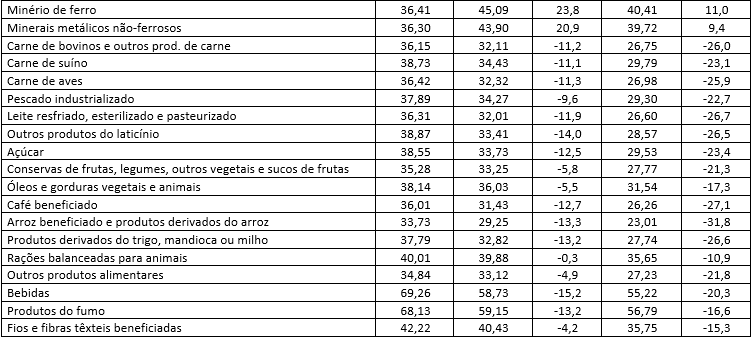 Minério de ferro 36,41 45,09 23,8 40,41 11,0
Minerais metálicos não-ferrosos 36,30 43,90 20,9 39,72 9,4
Carne de bovinos e outros prod. de carne 36,15 32,11 -11,2 26,75 -26,0
Carne de suíno 38,73 34,43 -11,1 29,79 -23,1
Carne de aves 36,42 32,32 -11,3 26,98 -25,9
Pescado industrializado 37,89 34,27 -9,6 29,30 -22,7
Leite resfriado, esterilizado e pasteurizado 36,31 32,01 -11,9 26,60 -26,7
Outros produtos do laticínio 38,87 33,41 -14,0 28,57 -26,5
Açúcar 38,55 33,73 -12,5 29,53 -23,4
Conservas de frutas, legumes, outros vegetais e sucos de frutas 35,28 33,25 -5,8 27,77 -21,3
Óleos e gorduras vegetais e animais 38,14 36,03 -5,5 31,54 -17,3
Café beneficiado 36,01 31,43 -12,7 26,26 -27,1
Arroz beneficiado e produtos derivados do arroz 33,73 29,25 -13,3 23,01 -31,8
Produtos derivados do trigo, mandioca ou milho 37,79 32,82 -13,2 27,74 -26,6
Rações balanceadas para animais 40,01 39,88 -0,3 35,65 -10,9
Outros produtos alimentares 34,84 33,12 -4,9 27,23 -21,8
Bebidas 69,26 58,73 -15,2 55,22 -20,3
Produtos do fumo 68,13 59,15 -13,2 56,79 -16,6
Fios e fibras têxteis beneficiadas 42,22 40,43 -4,2 35,75 -15,3